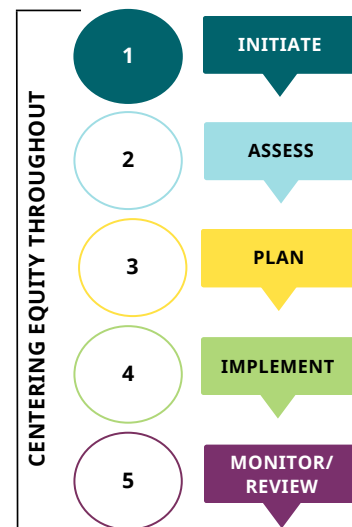 CENTERING EQUITY THROUGHOUT
1
INITIATE
2
ASSESS
3
PLAN
4
IMPLEMENT
5
MONITOR/
REVIEW